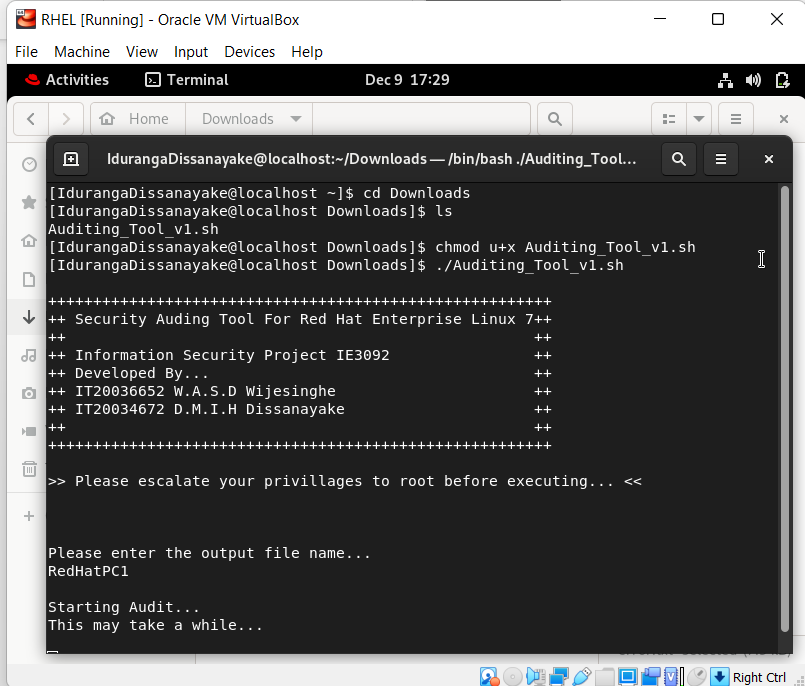 RHEL [Running] - Oracle VM VirtualBox
File Machine View Input Devices Help
Activities Terminal Dec 9 17:29
Home Downloads
IdurangaDissanayake@localhost:~/Downloads — /bin/bash ./Auditing_Tool...
[IdurangaDissanayake@localhost ~]$ cd Downloads
[IdurangaDissanayake@localhost Downloads]$ ls
Auditing_Tool_v1.sh
[IdurangaDissanayake@localhost Downloads]$ chmod u+x Auditing_Tool_v1.sh
[IdurangaDissanayake@localhost Downloads]$ ./Auditing_Tool_v1.sh
++++++++++++++++++++++++++++++++++++++++++++++++++++++++
++ Security Auding Tool For Red Hat Enterprise Linux 7++
++ ++
++ Information Security Project IE3092 ++
++ Developed By... ++
++ IT20036652 W.A.S.D Wijesinghe ++
++ IT20034672 D.M.I.H Dissanayake ++
++ ++
++++++++++++++++++++++++++++++++++++++++++++++++++++++++
>> Please escalate your privillages to root before executing... <<
Please enter the output file name...
RedHatPC1
Starting Audit...
This may take a while...
Right Ctrl